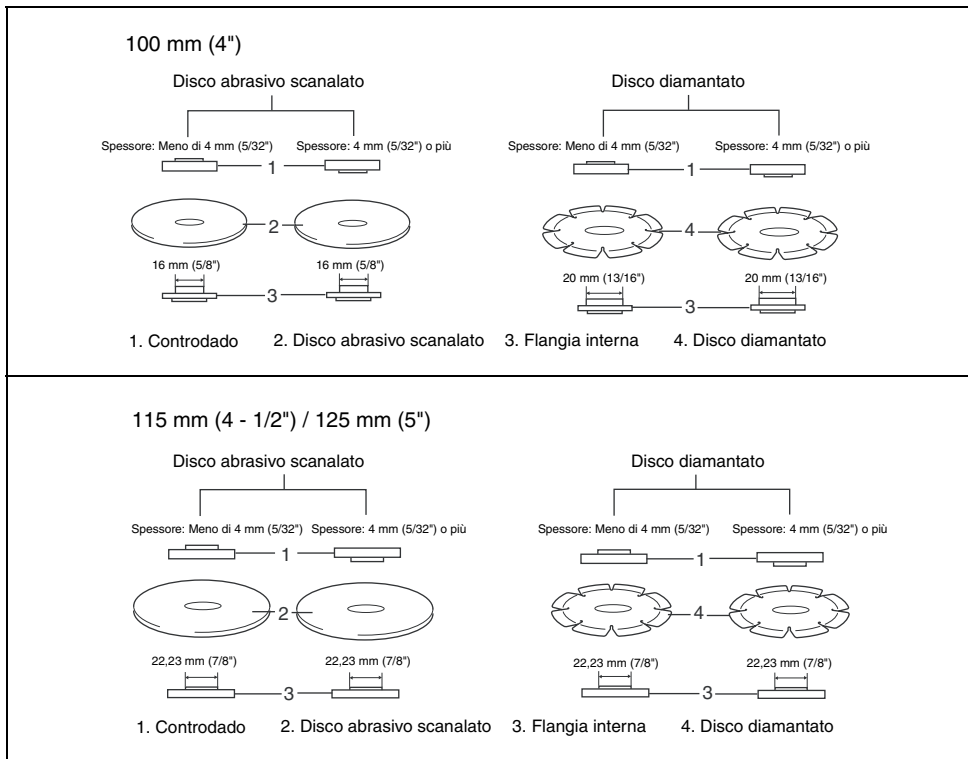 100 mm (4")
Disco abrasivo scanalato Disco diamantato
Spessore: Meno di 4 mm (5/32") Spessore: 4 mm (5/32") o più Spessore: Meno di 4 mm (5/32") Spessore: 4 mm (5/32") o più
1 1
2 4
16 mm (5/8") 16 mm (5/8") 20 mm (13/16") 20 mm (13/16")
3 3
1. Controdado 2. Disco abrasivo scanalato 3. Flangia interna 4. Disco diamantato
115 mm (4 - 1/2") / 125 mm (5")
Disco abrasivo scanalato Disco diamantato
Spessore: Meno di 4 mm (5/32") Spessore: 4 mm (5/32") o più Spessore: Meno di 4 mm (5/32") Spessore: 4 mm (5/32") o più
1 1
2 4
22,23 mm (7/8") 22,23 mm (7/8") 22,23 mm (7/8") 22,23 mm (7/8")
3 3
1. Controdado 2. Disco abrasivo scanalato 3. Flangia interna 4. Disco diamantato